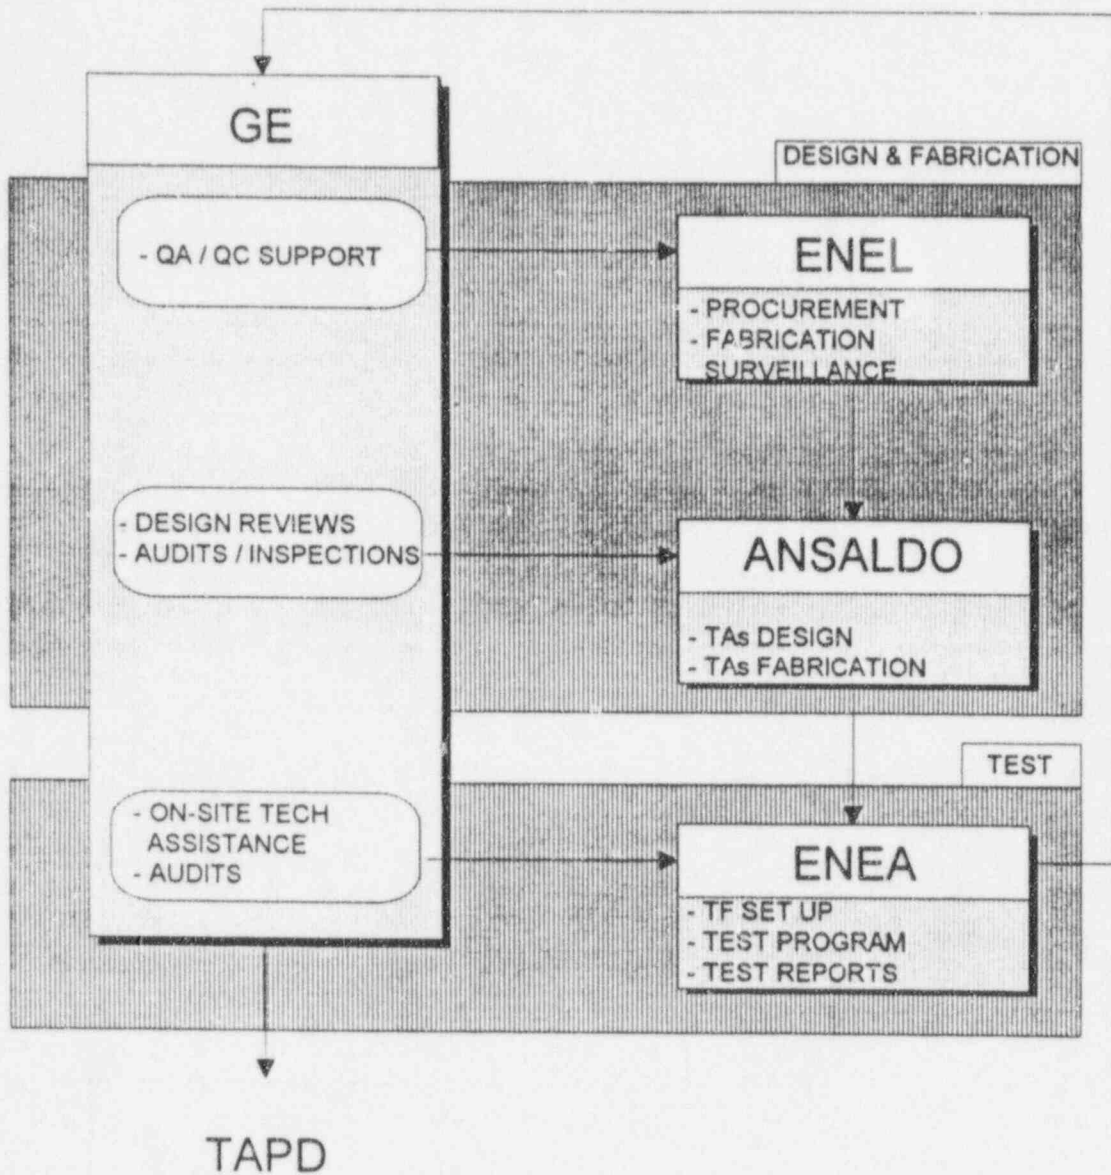 GE
DESIGN & FABRICATION
- QA / QC SUPPORT
ENEL
- PROCUREMENT
- FABRICATION
SURVEILLANCE
- DESIGN REVIEWS
- AUDITS / INSPECTIONS
ANSALDO
- TAs DESIGN
- TAs FABRICATION
TEST
- ON-SITE TECH
ASSISTANCE
- AUDITS
ENEA
- TF SET UP
- TEST PROGRAM
- TEST REPORTS
TAPD